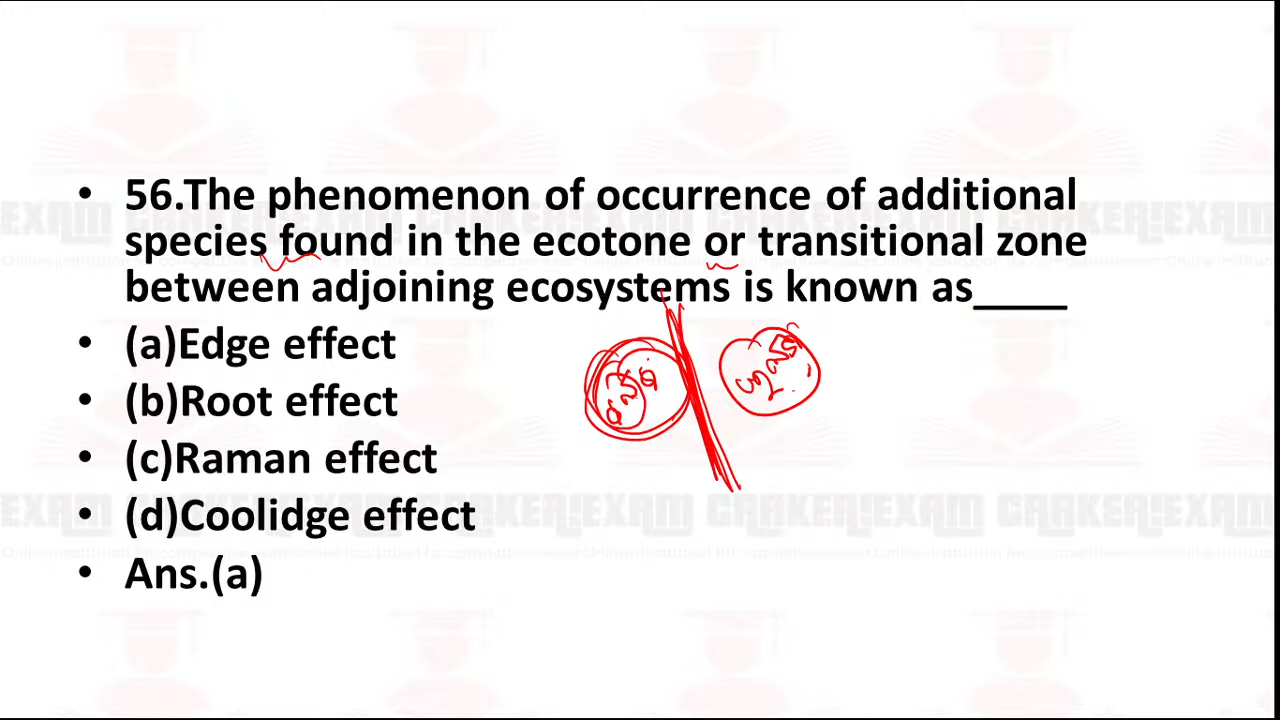 • 56.The phenomenon of occurrence of additional
species found in the ecotone or transitional zone
between adjoining ecosystems is known as____
• (a)Edge effect
• (b)Root effect
• (c)Raman effect
• (d)Coolidge effect
• Ans.(a)